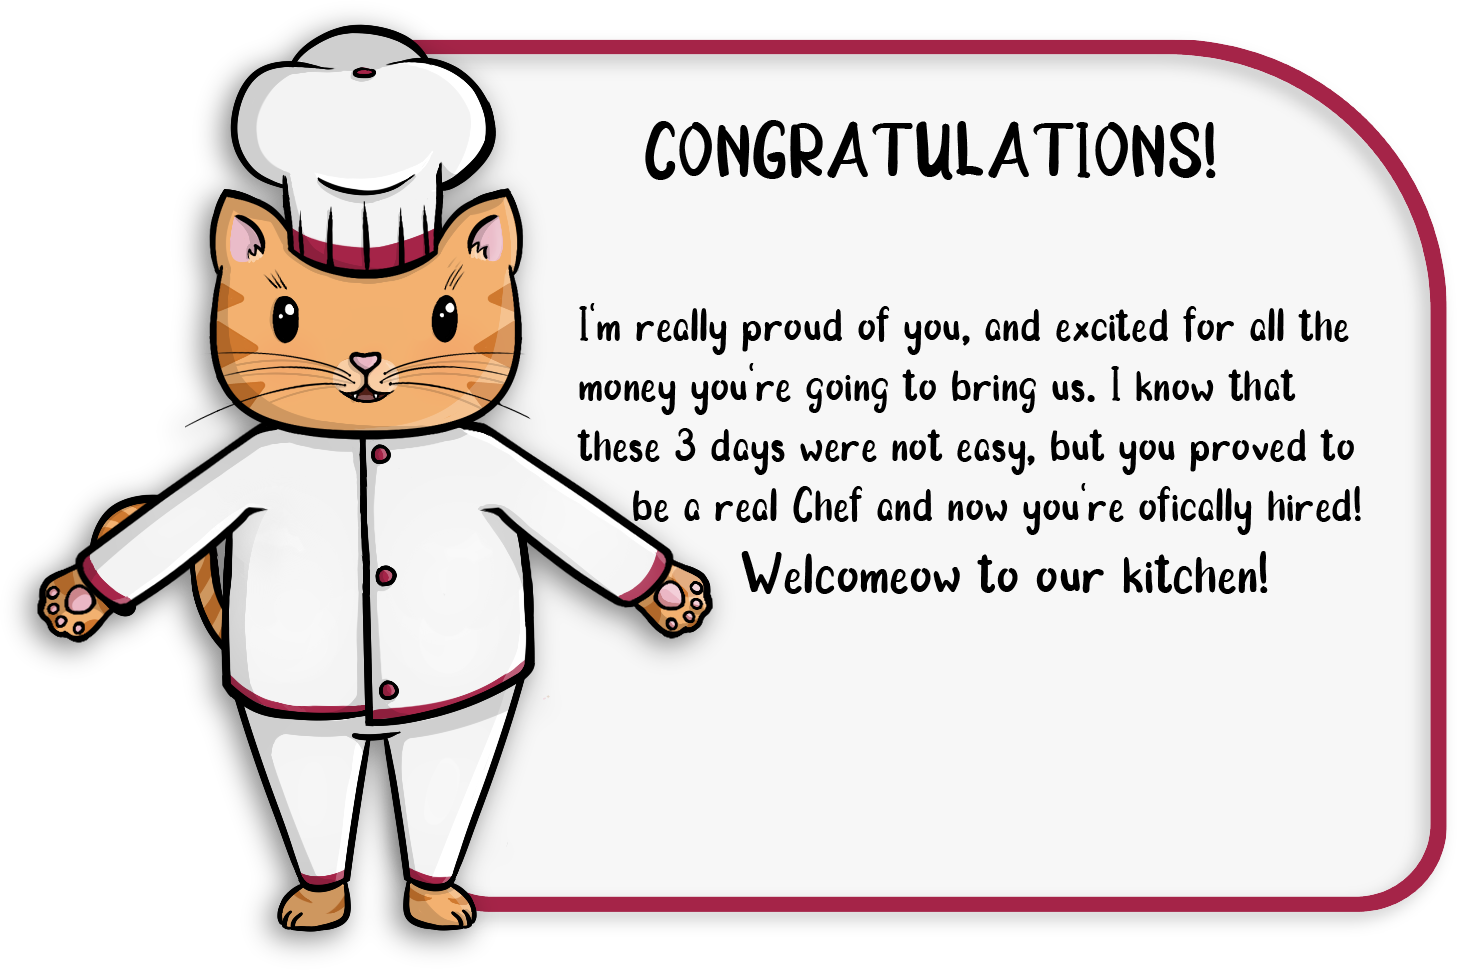 CONGRATULATIONS!
I'm really proud of you, and excited for all the
money you're going to bring us. I know that
these 3 days were not easy, but you proved to
be a real Chef and now you're ofically hired!
Welcomeow to our kitchen!